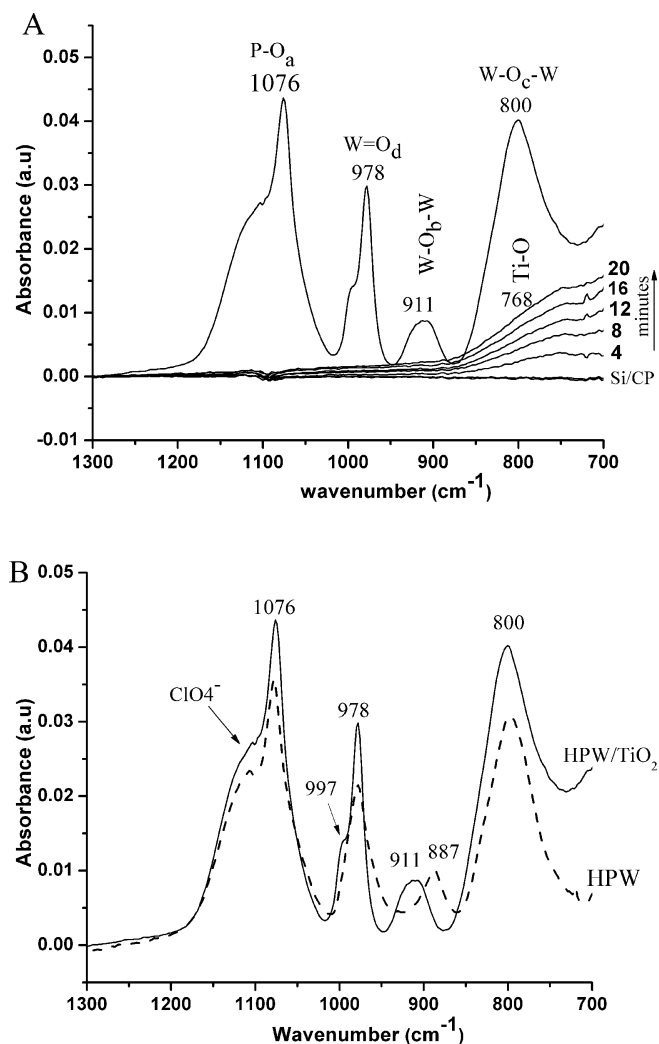 A
P-Oa
1076
W=Od
978
W-Ob-W
911
W-Oc-W
800
Ti-O
768
20
16
12
8
4
minutes
Si/CP
0.05
0.04
0.03
0.02
0.01
0.00
-0.01
Absorbance (a.u)
1300 1200 1100 1000 900 800 700
wavenumber (cm-1)
B
1076
ClO4-
978
997
911
887
800
HPW/TiO2
HPW
0.05
0.04
0.03
0.02
0.01
0.00
Absorbance (a.u)
1300 1200 1100 1000 900 800 700
Wavenumber (cm-1)